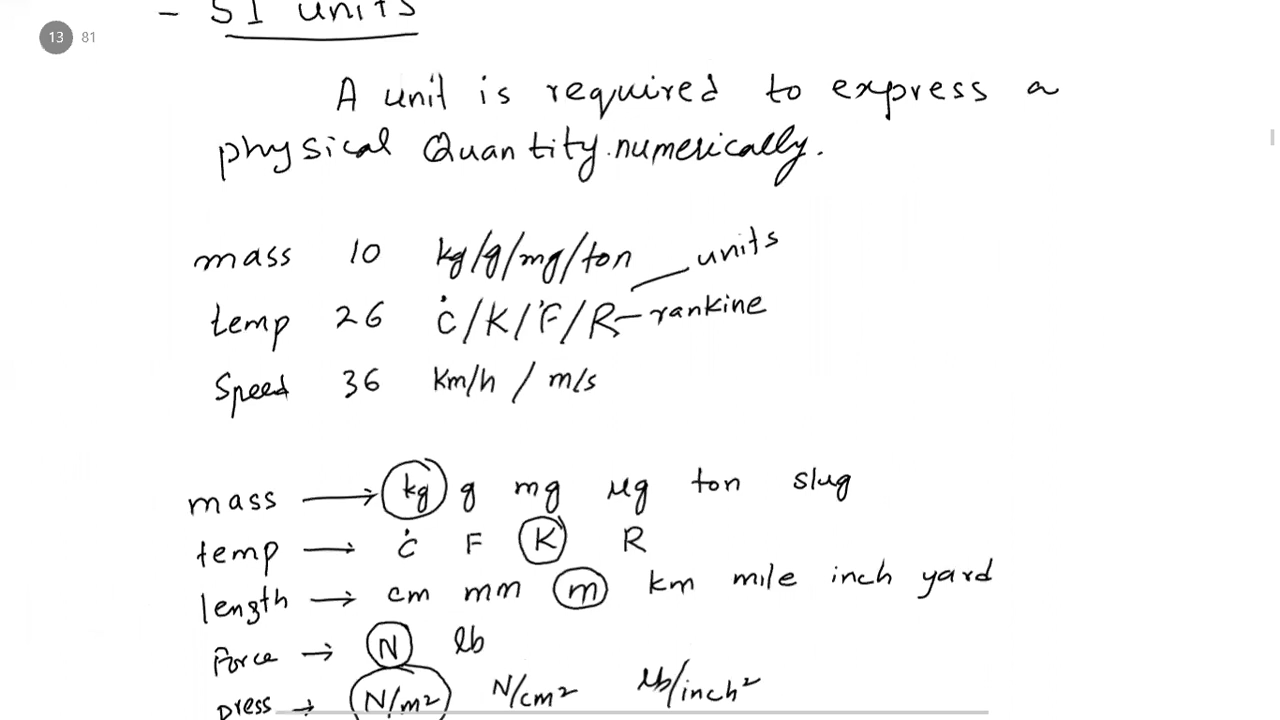 13 81
- SI units
A unit is required to express a
physical Quantity numerically.
mass 10 kg/g/mg/ton units
temp 26 °C/K/°F/R - rankine
Speed 36 km/h / m/s
mass → kg g mg μg ton slug
temp → °C F K R
length → cm mm m km mile inch yard
Force → N lb
press → N/m² N/cm² lb/inch²